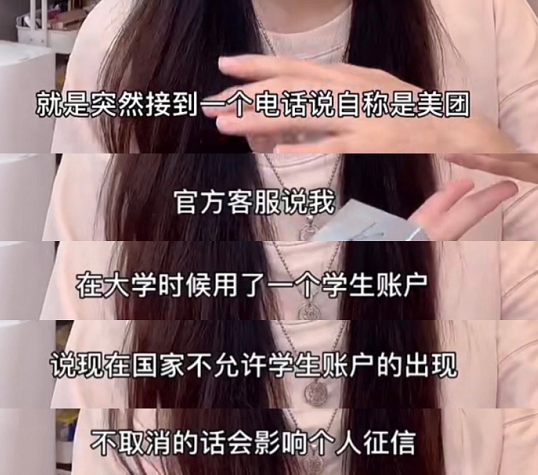 就是突然接到一个电话说自称是美团
官方客服说我
在大学时候用了一个学生账户
说现在国家不允许学生账户的出现
不取消的话会影响个人征信